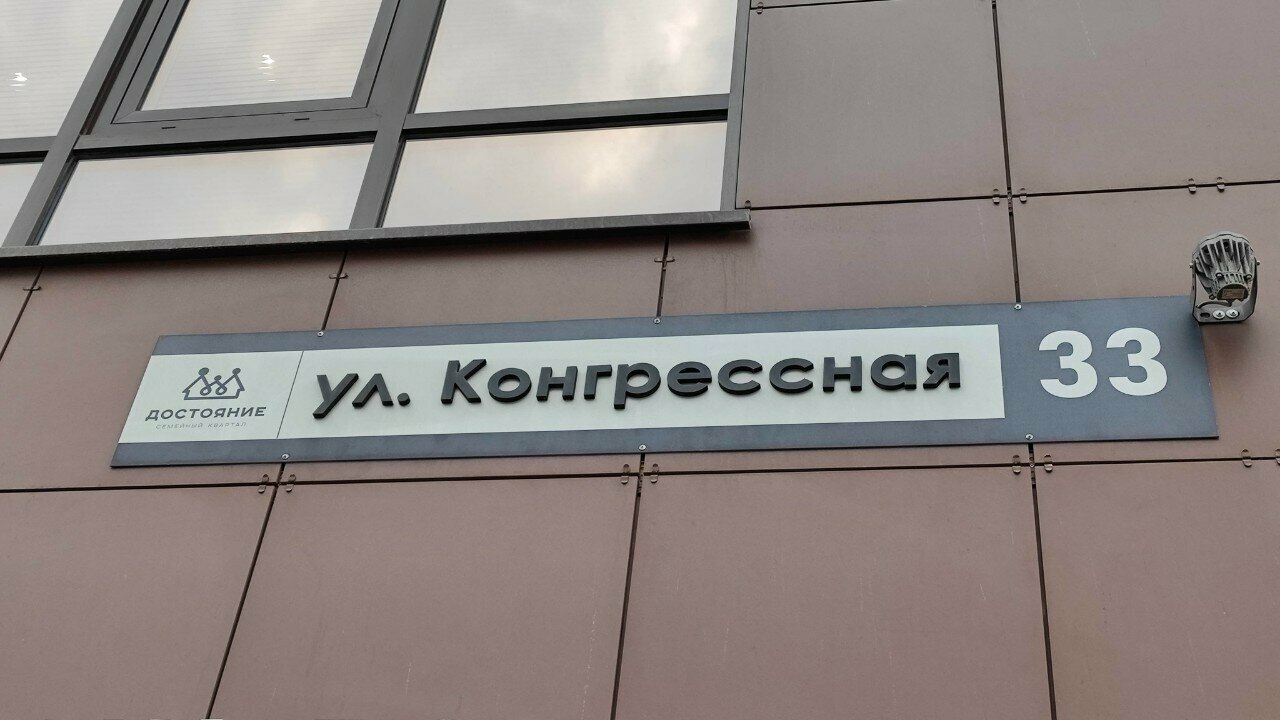 ДОСТОЯНИЕ
СЕМЕЙНЫЙ КВАРТАЛ
ул. Конгрессная
33